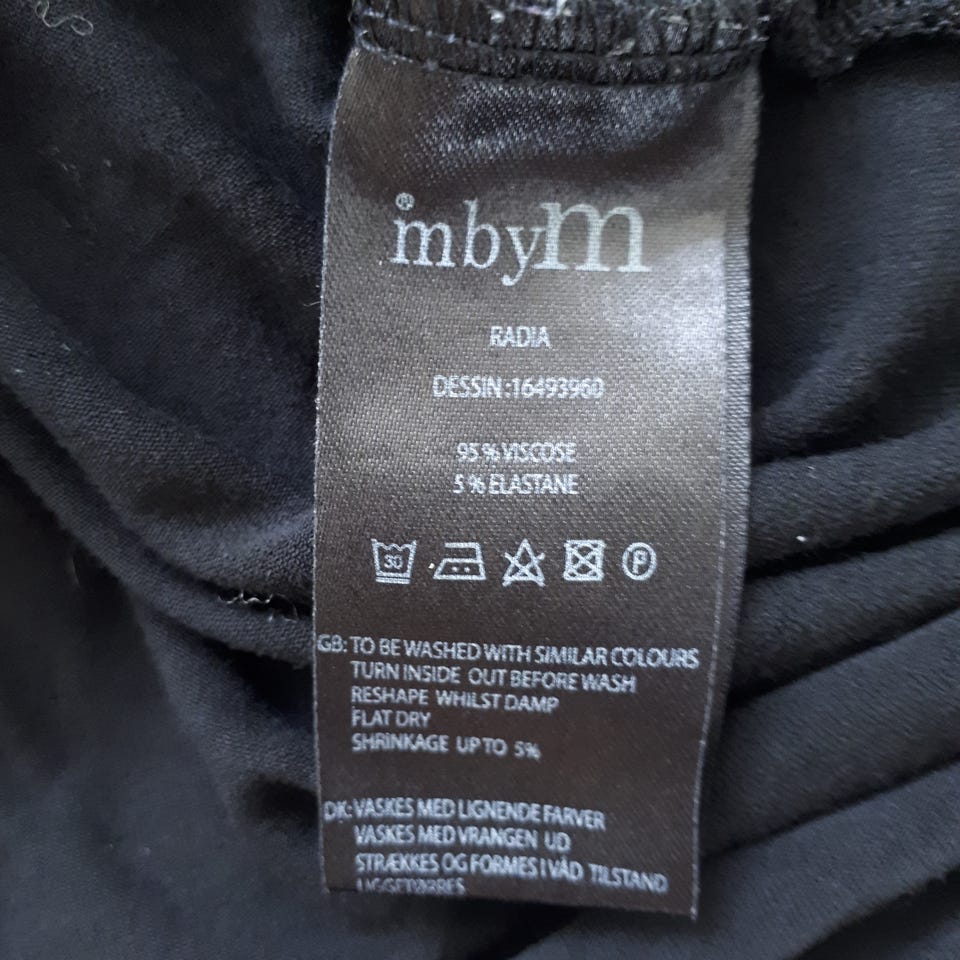 ®
imbym
RADIA
DESSIN:16493960
95 % VISCOSE
5 % ELASTANE
30
P
GB: TO BE WASHED WITH SIMILAR COLOURS
TURN INSIDE OUT BEFORE WASH
RESHAPE WHILST DAMP
FLAT DRY
SHRINKAGE UP TO 5%
DK: VASKES MED LIGNENDE FARVER
VASKES MED VRANGEN UD
STRÆKKES OG FORMES I VÅD TILSTAND
LIGGETØRRES